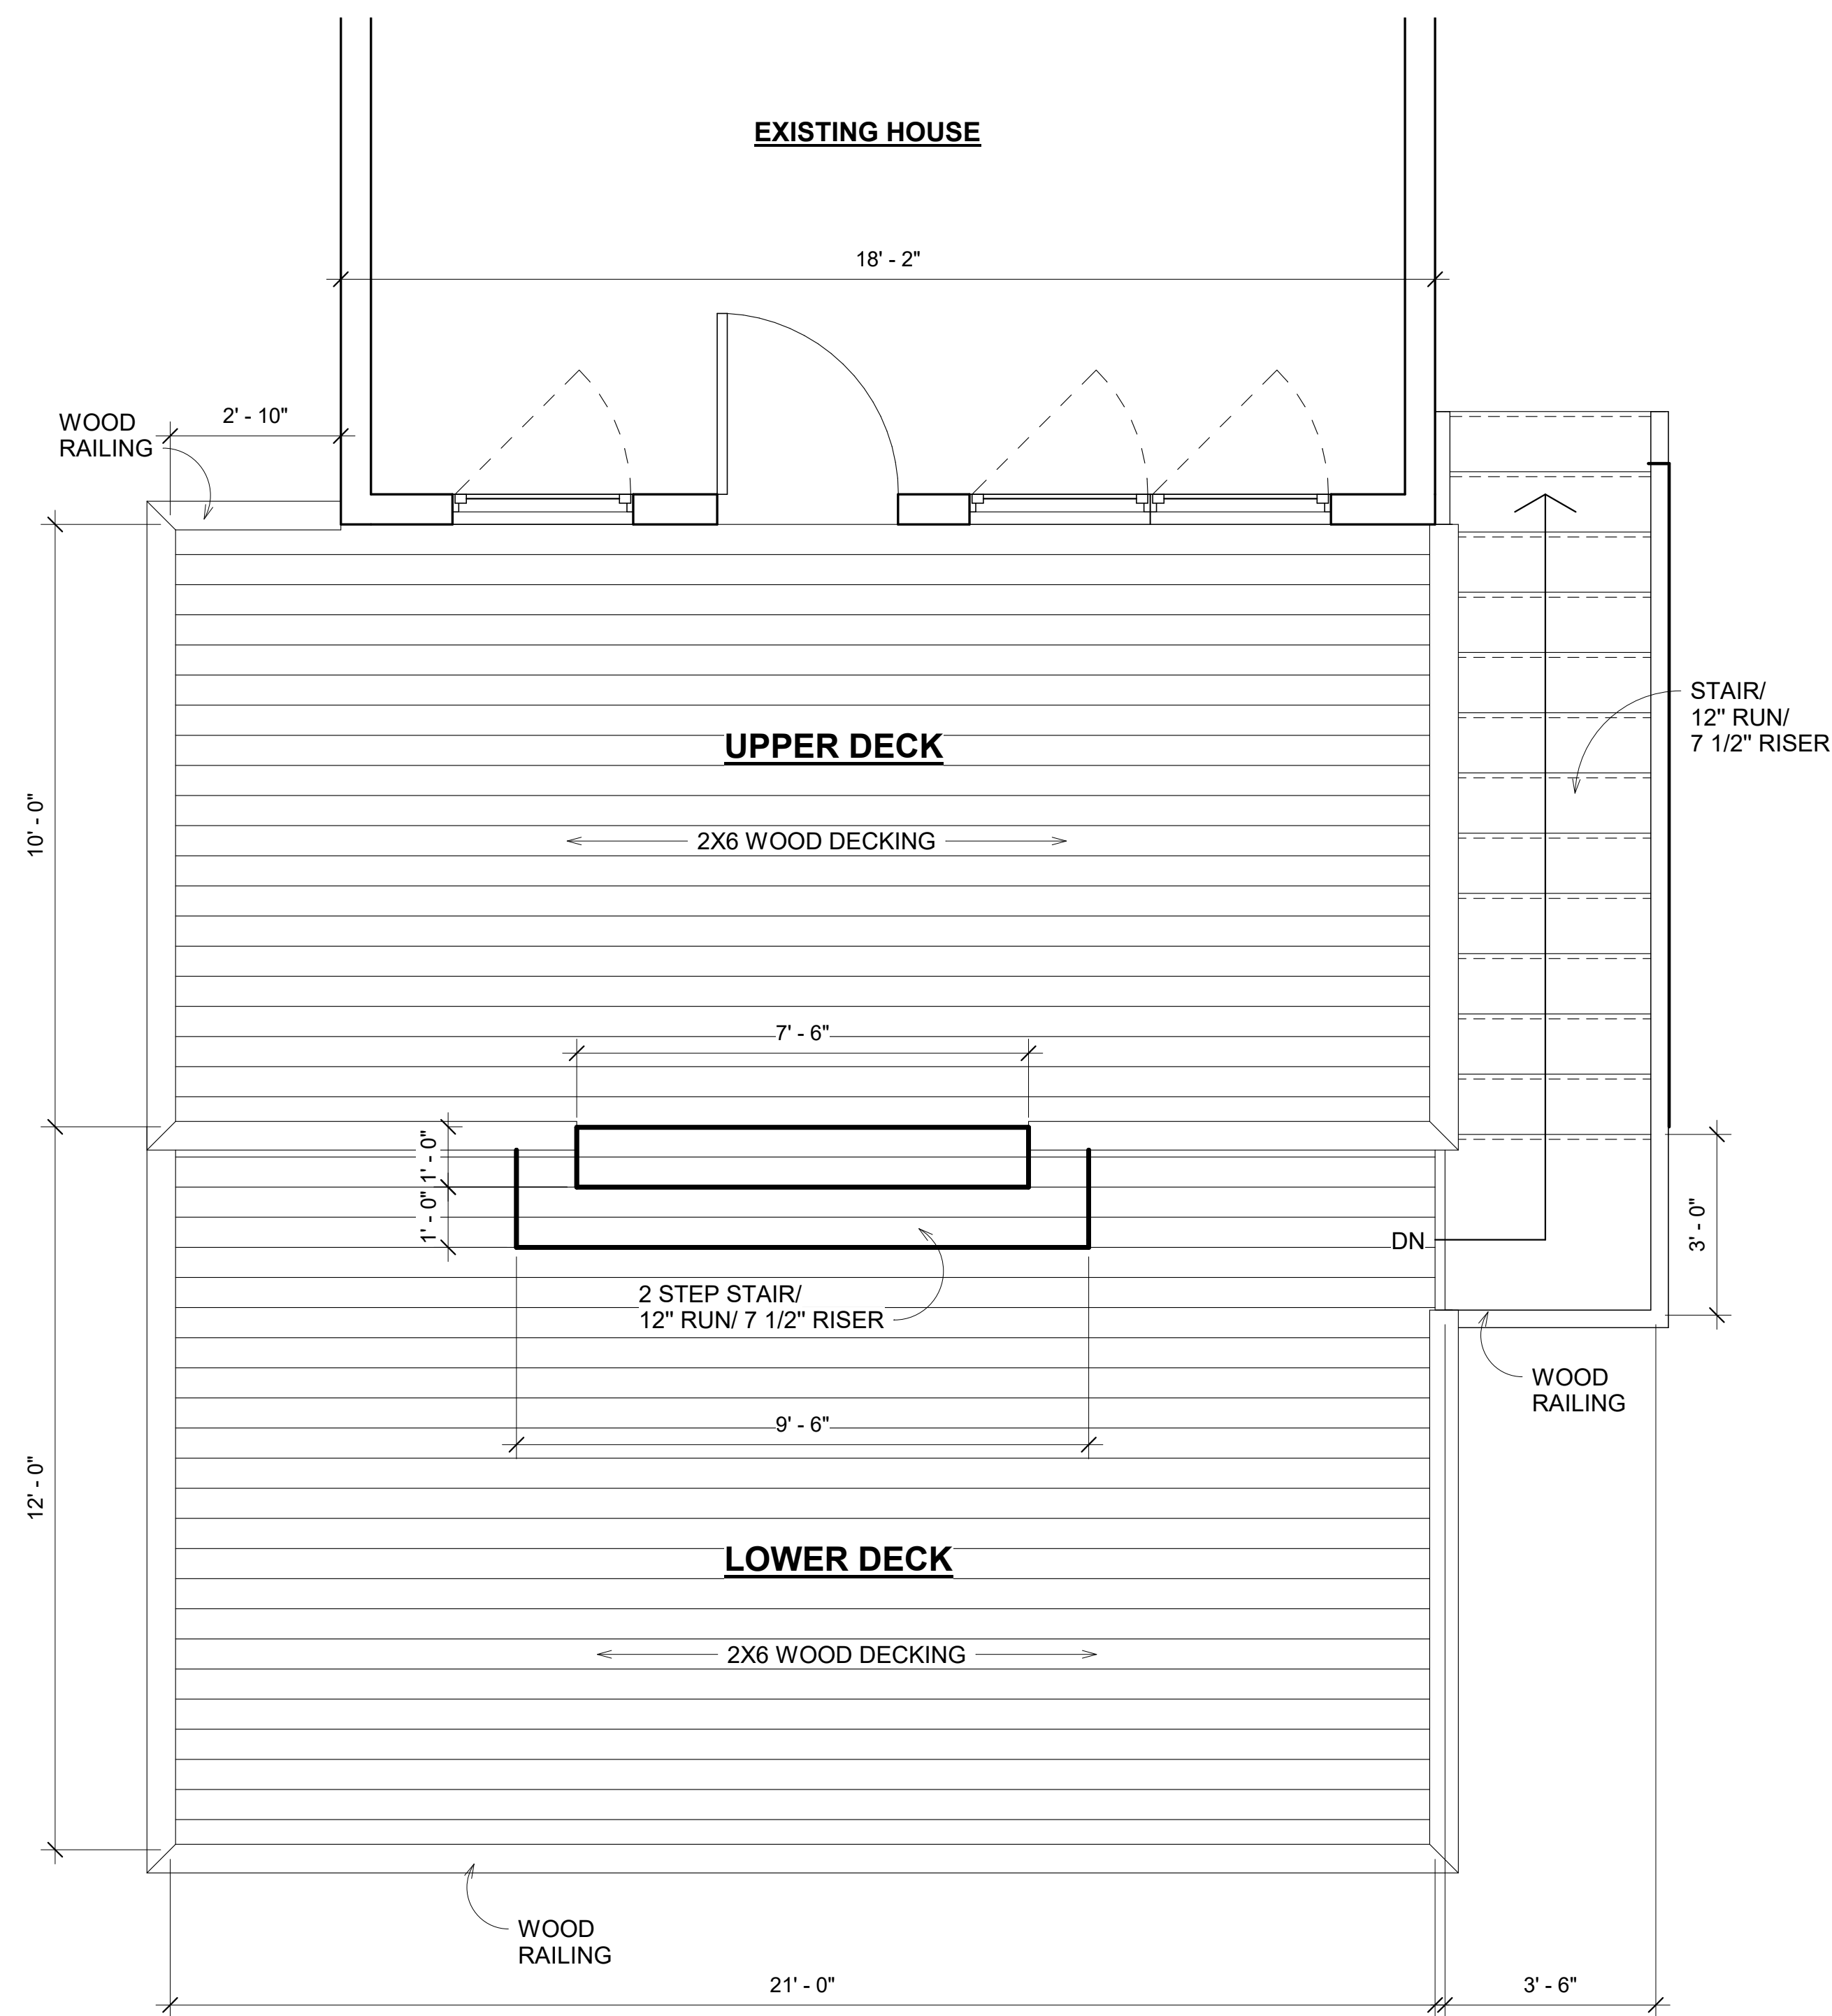 EXISTING HOUSE
18' - 2"
2' - 10"
WOOD
RAILING
STAIR/
12" RUN/
7 1/2" RISER
UPPER DECK
10' - 0"
2X6 WOOD DECKING
7' - 6"
1' - 0"
1' - 0"
DN
3' - 0"
2 STEP STAIR/
12" RUN/ 7 1/2" RISER
WOOD
RAILING
9' - 6"
12' - 0"
LOWER DECK
2X6 WOOD DECKING
WOOD
RAILING
21' - 0"
3' - 6"